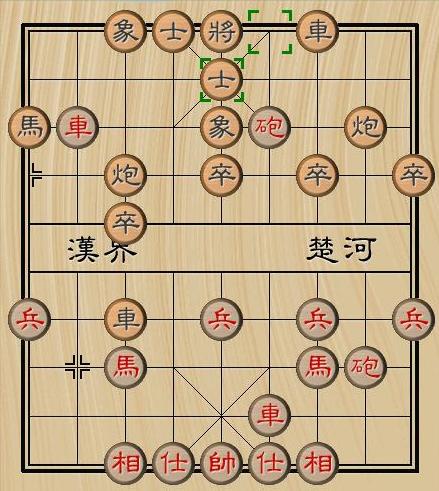 象士將車
士
馬車象砲炮
炮卒卒卒
卒
漢界 楚河
兵車兵兵兵
馬馬砲
車
相仕帥仕相